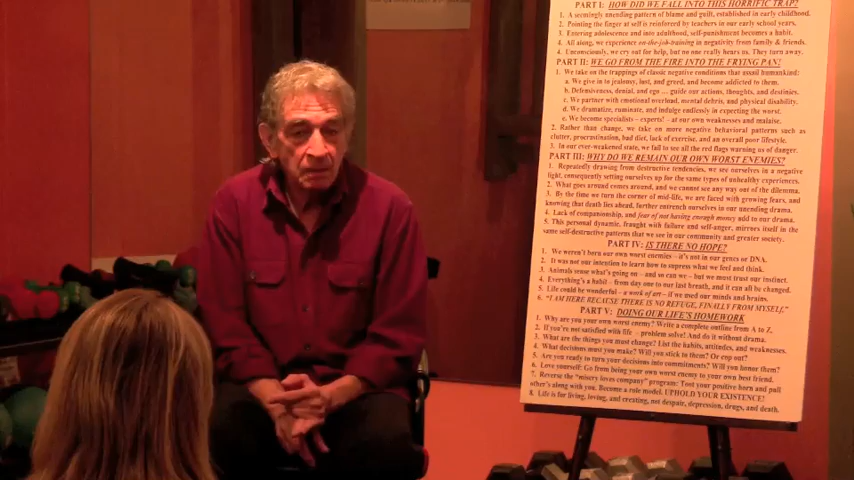 PART I: HOW DID WE FALL INTO THIS HORRIFIC TRAP?
1. A seemingly unending pattern of blame and guilt, established in early childhood.
2. Pointing the finger at self is reinforced by teachers in our early school years.
3. Entering adolescence and into adulthood, self-punishment becomes a habit.
4. All along, we experience on-the-job-training in negativity from family & friends.
5. Unconsciously, we cry out for help, but no one really hears us. They turn away.
PART II: WE GO FROM THE FIRE INTO THE FRYING PAN!
1. We take on the trappings of classic negative conditions that assail humankind:
a. We give in to jealousy, lust, and greed, and become addicted to them.
b. Defensiveness, denial, and ego ... guide our actions, thoughts, and destinies.
c. We partner with emotional overload, mental debris, and physical disability.
d. We dramatize, ruminate, and indulge endlessly in expecting the worst.
e. We become specialists – experts! – at our own weaknesses and malaise.
2. Rather than change, we take on more negative behavioral patterns such as
clutter, procrastination, bad diet, lack of exercise, and an overall poor lifestyle.
3. In our ever-weakened state, we fail to see all the red flags warning us of danger.
PART III: WHY DO WE REMAIN OUR OWN WORST ENEMIES?
1. Repeatedly drawing from destructive tendencies, we see ourselves in a negative
light, consequently setting ourselves up for the same types of unhealthy experiences.
2. What goes around comes around, and we cannot see any way out of the dilemma.
3. By the time we turn the corner of mid-life, we are faced with growing fears, and
knowing that death lies ahead, further entrench ourselves in our unending drama.
4. Lack of companionship, and fear of not having enough money add to our drama.
5. This personal dynamic, fraught with failure and self-anger, mirrors itself in the
same self-destructive patterns that we see in our community and greater society.
PART IV: IS THERE NO HOPE?
1. We weren't born our own worst enemies – it's not in our genes or DNA.
2. It was not our intention to learn how to supress what we feel and think.
3. Animals sense what's going on – and so can we – but we must trust our instinct.
4. Everything's a habit – from day one to our last breath, and it can all be changed.
5. Life could be wonderful – a work of art – if we used our minds and brains.
6. "I AM HERE BECAUSE THERE IS NO REFUGE, FINALLY FROM MYSELF"
PART V: DOING OUR LIFE'S HOMEWORK
1. Why are you your own worst enemy? Write a complete outline from A to Z.
2. If you're not satisfied with life – problem solve! And do it without drama.
3. What are the things you must change? List the habits, attitudes, and weaknesses.
4. What decisions must you make? Will you stick to them? Or cop out?
5. Are you ready to turn your decisions into commitments? Will you honor them?
6. Love yourself: Go from being your own worst enemy to your own best friend.
7. Reverse the "misery loves company" program: Toot your positive horn and pull
other's along with you. Become a role model. UPHOLD YOUR EXISTENCE!
8. Life is for living, loving, and creating, not despair, depression, drugs, and death.